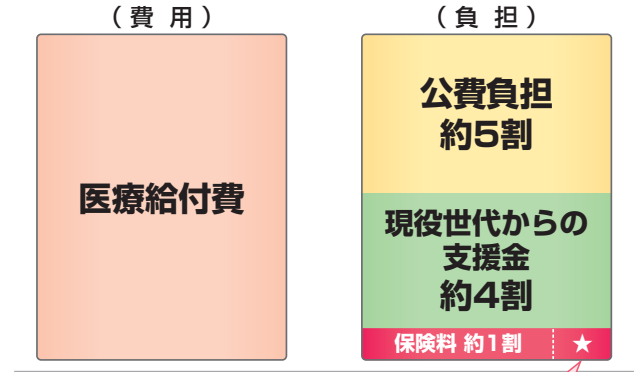 (費 用)
(負 担)
医療給付費
公費負担
約5割
現役世代からの
支援金
約4割
保険料 約1割 ★